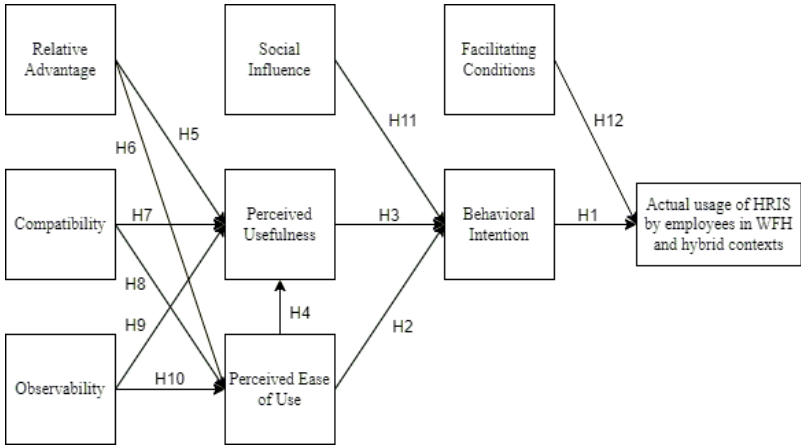 Relative
Advantage
Social
Influence
Facilitating
Conditions
H5
H6
H11
H12
Compatibility
H7
Perceived
Usefulness
H3
Behavioral
Intention
H1
Actual usage of HRIS
by employees in WFH
and hybrid contexts
H8
H9
H4
H2
Observability
H10
Perceived Ease
of Use